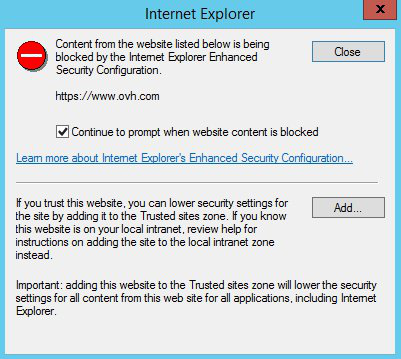 Internet Explorer
x
Content from the website listed below is being
blocked by the Internet Explorer Enhanced
Security Configuration.
Close
https://www.ovh.com
Continue to prompt when website content is blocked
Learn more about Internet Explorer's Enhanced Security Configuration...
If you trust this website, you can lower security settings for
the site by adding it to the Trusted sites zone. If you know
this website is on your local intranet, review help for
instructions on adding the site to the local intranet zone
instead.
Add...
Important: adding this website to the Trusted sites zone will lower the security
settings for all content from this web site for all applications, including Internet
Explorer.